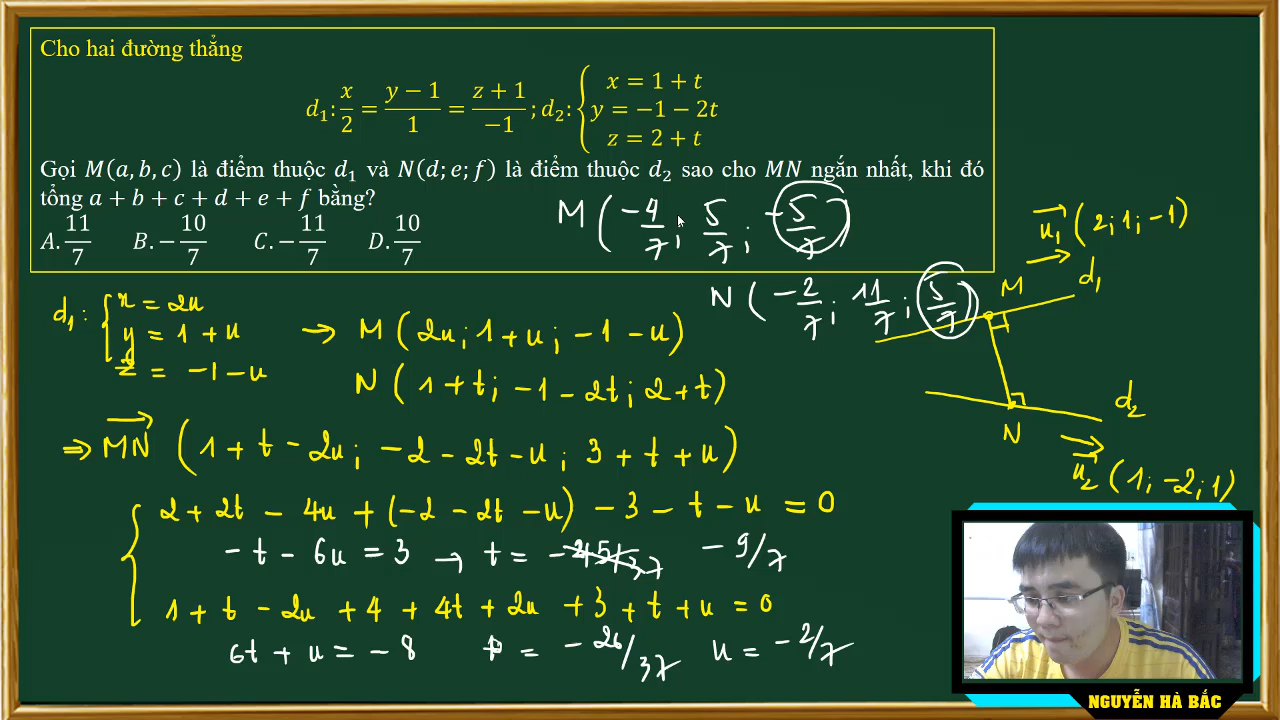 Cho hai đường thẳng
d₁: x/2 = (y − 1)/1 = (z + 1)/−1; d₂: { x = 1 + t
y = −1 − 2t
z = 2 + t
Gọi M(a, b, c) là điểm thuộc d₁ và N(d; e; f) là điểm thuộc d₂ sao cho MN ngắn nhất, khi đó
tổng a + b + c + d + e + f bằng?
A. 11/7 B. −10/7 C. −11/7 D. 10/7
M (−4/7; 5/7; −5/7)
N (−2/7; 11/7; 5/7)
u₁ (2; 1; −1)
M d₁
d₂
N
u₂ (1; −2; 1)
d₁: { x = 2u
y = 1 + u
z = −1 − u
→ M (2u; 1 + u; −1 − u)
N (1 + t; −1 − 2t; 2 + t)
⇒ MN (1 + t − 2u; −2 − 2t − u; 3 + t + u)
{ 2 + 2t − 4u + (−2 − 2t − u) − 3 − t − u = 0
−t − 6u = 3 → t = −9/7
1 + t − 2u + 4 + 4t + 2u + 3 + t + u = 0
6t + u = −8 = −26/37 u = −2/7
NGUYỄN HÀ BẮC